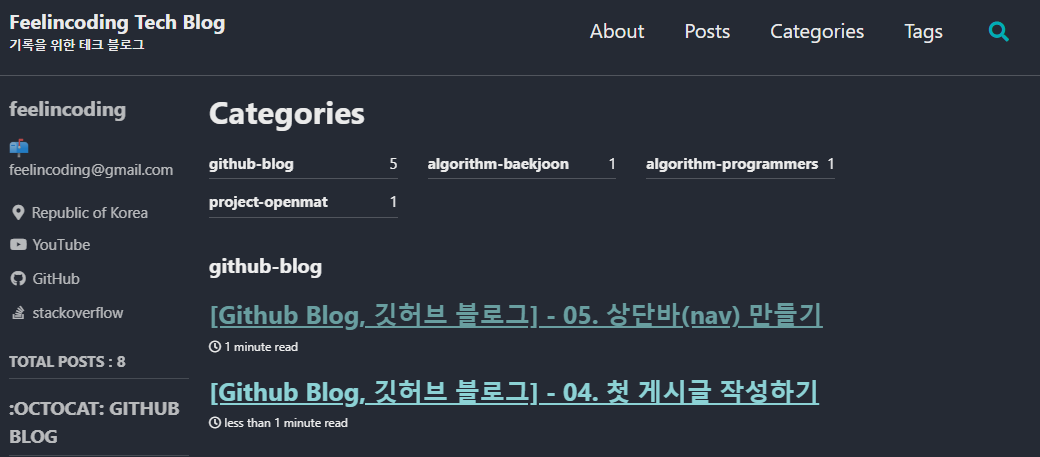 Feelincoding Tech Blog
기록을 위한 테크 블로그
About Posts Categories Tags
feelincoding
feelincoding@gmail.com
Republic of Korea
YouTube
GitHub
stackoverflow
TOTAL POSTS : 8
:OCTOCAT: GITHUB
BLOG
Categories
github-blog 5 algorithm-baekjoon 1 algorithm-programmers 1
project-openmat 1
github-blog
[Github Blog, 깃허브 블로그] - 05. 상단바(nav) 만들기
1 minute read
[Github Blog, 깃허브 블로그] - 04. 첫 게시글 작성하기
less than 1 minute read